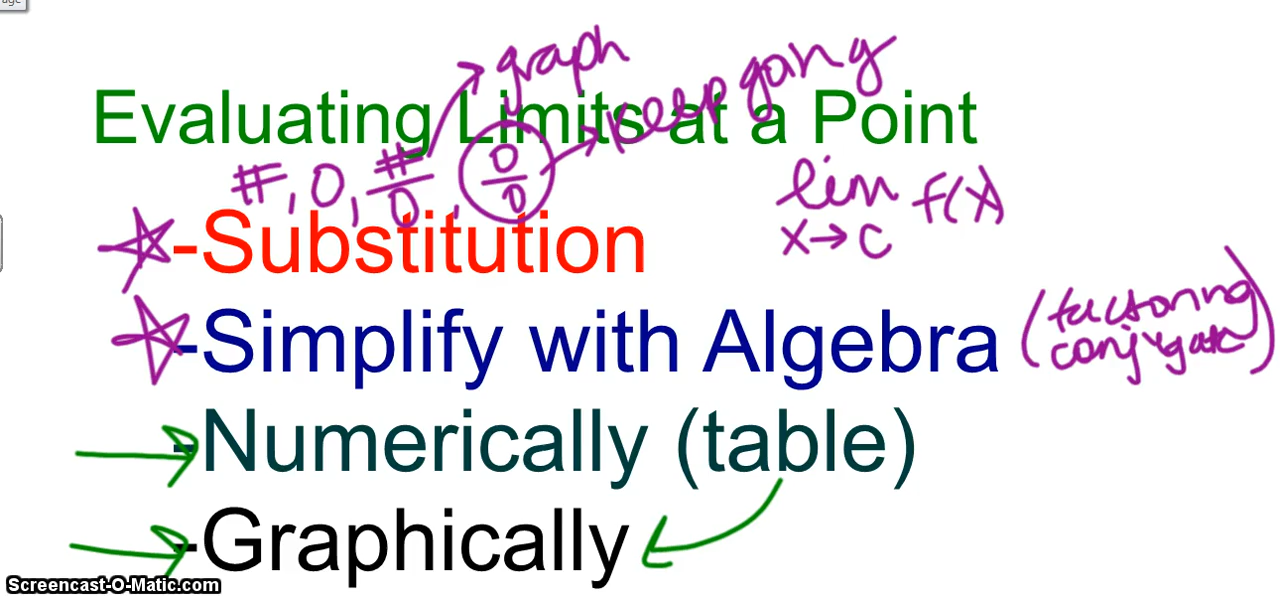 age
graph
keep going
Evaluating Limits at a Point
#, 0, #/0, 0/0
lim f(x)
x→c
-Substitution
-Simplify with Algebra (factoring
conjugate)
-Numerically (table)
-Graphically
Screencast-O-Matic.com